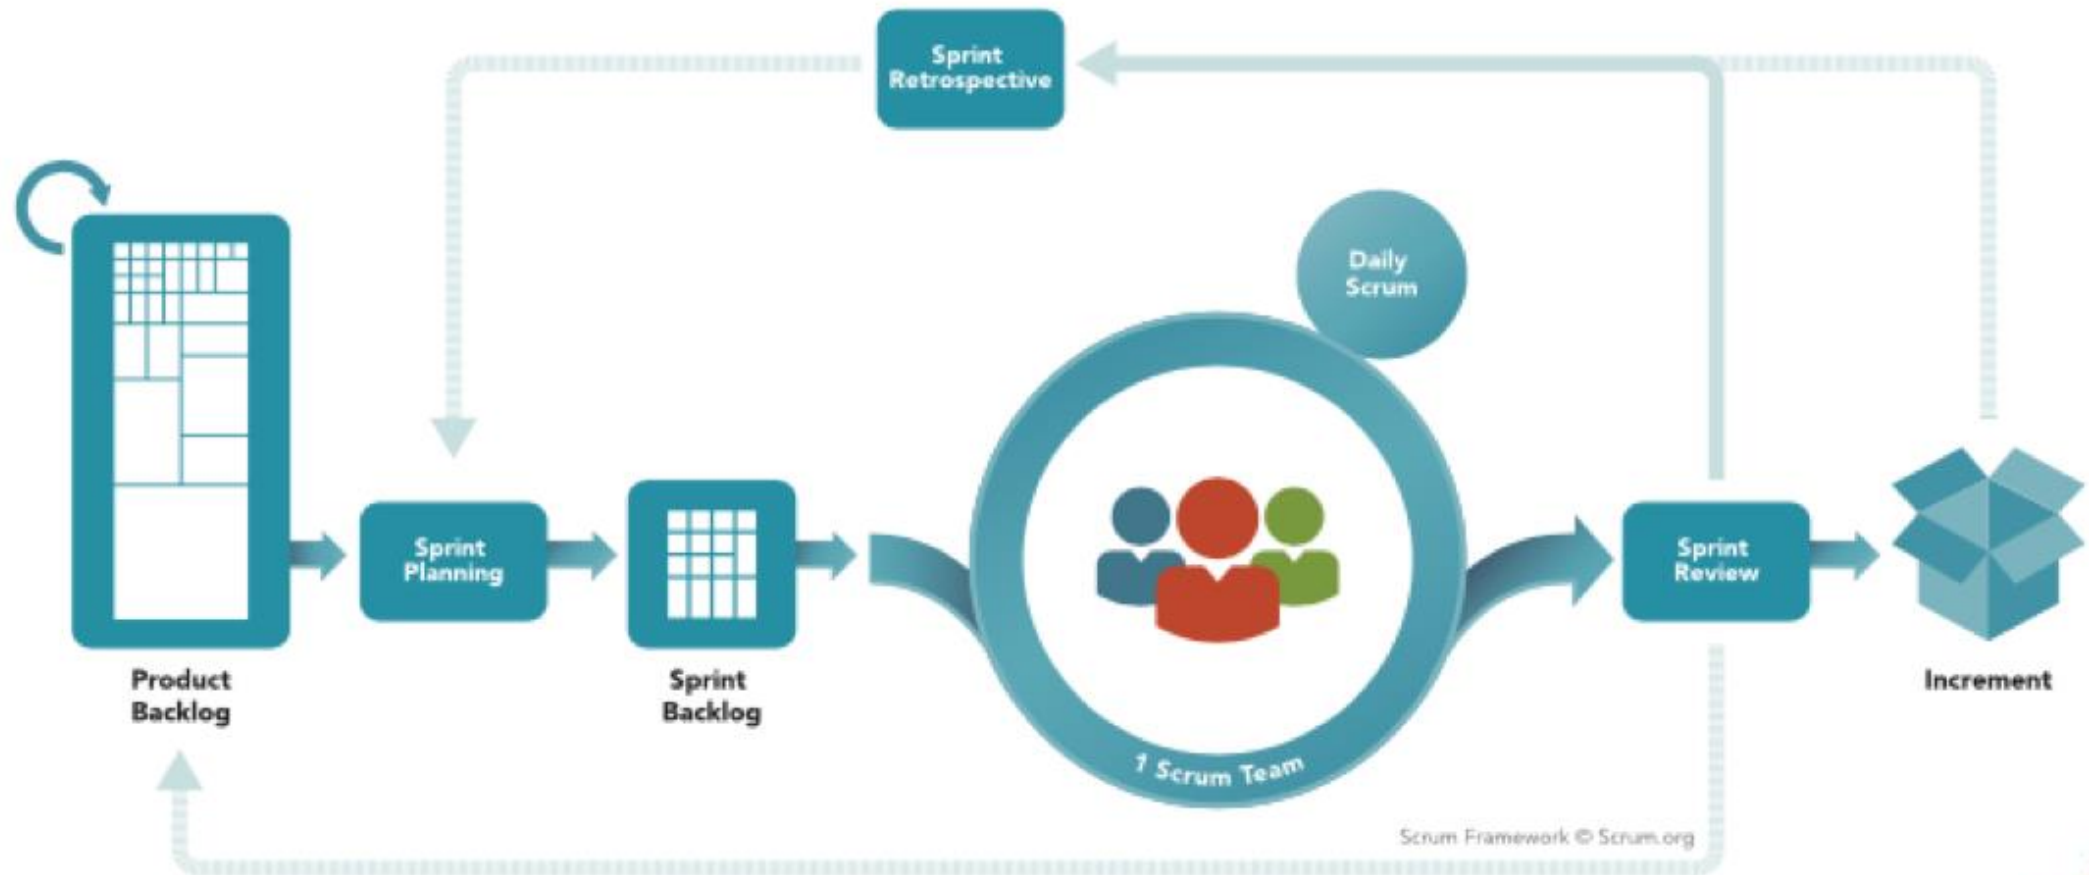 Sprint
Retrospective
Daily
Scrum
Sprint
Planning
Sprint
Review
Product
Backlog
Sprint
Backlog
Increment
1 Scrum Team
Scrum Framework © Scrum.org